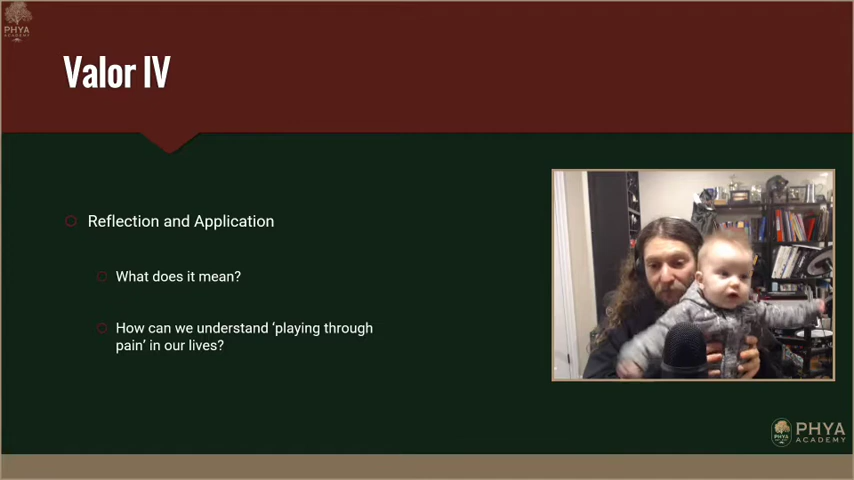 PHYA
ACADEMY
Valor IV
Reflection and Application
What does it mean?
How can we understand ‘playing through
pain’ in our lives?
PHYA
PHYA
ACADEMY